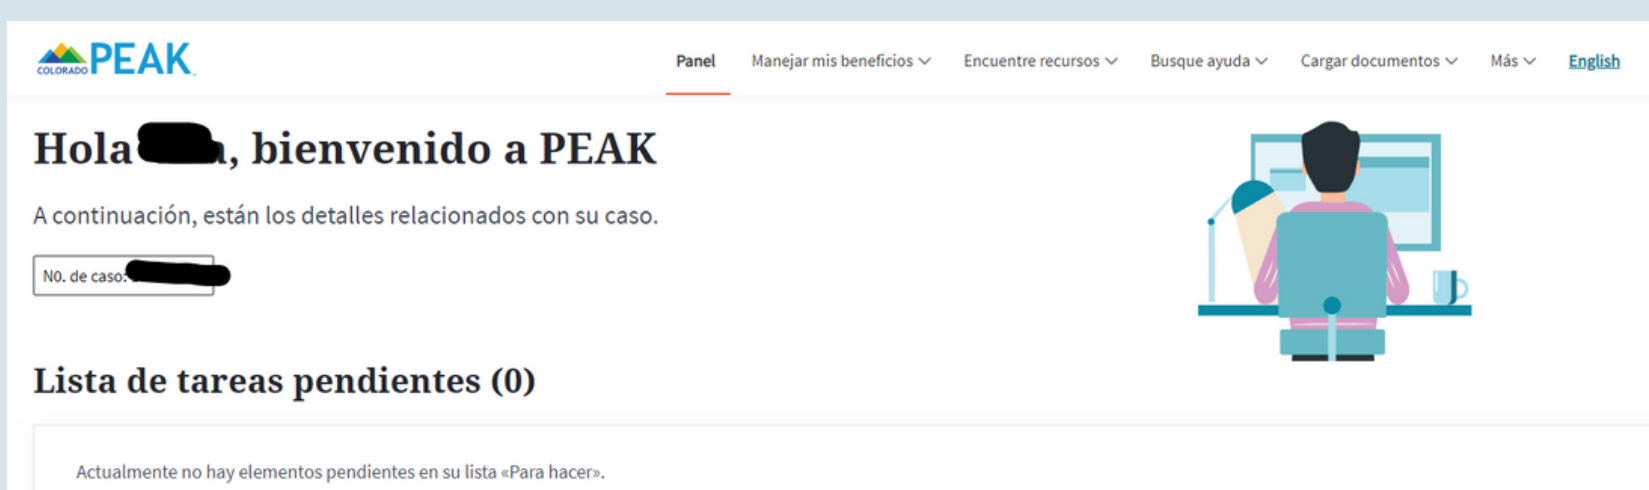 COLORADO PEAK
Panel Manejar mis beneficios Encuentre recursos Busque ayuda Cargar documentos Más English
Hola , bienvenido a PEAK
A continuación, están los detalles relacionados con su caso.
N0. de caso:
Lista de tareas pendientes (0)
Actualmente no hay elementos pendientes en su lista «Para hacer».